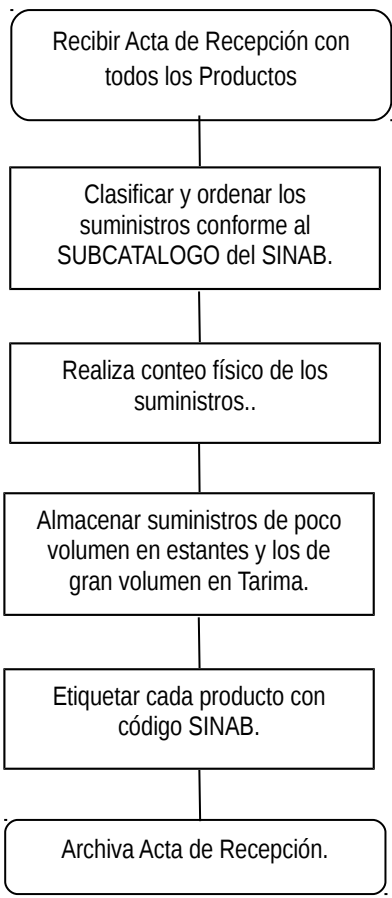 Recibir Acta de Recepción con
todos los Productos
Clasificar y ordenar los
suministros conforme al
SUBCATALOGO del SINAB.
Realiza conteo físico de los
suministros..
Almacenar suministros de poco
volumen en estantes y los de
gran volumen en Tarima.
Etiquetar cada producto con
código SINAB.
Archiva Acta de Recepción.